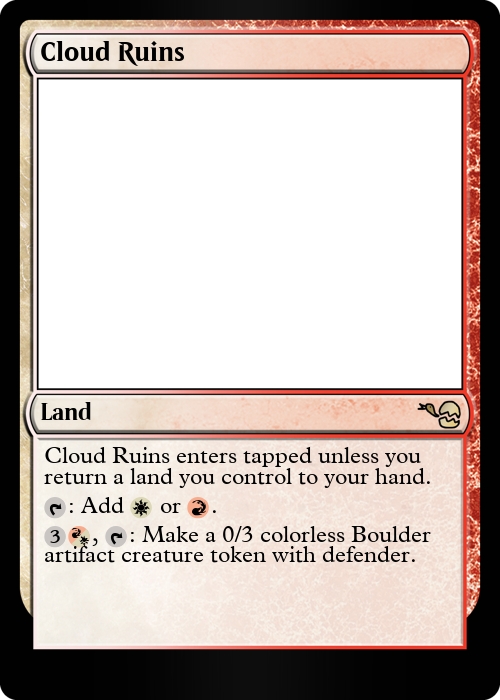 Cloud Ruins
Land
Cloud Ruins enters tapped unless you
return a land you control to your hand.
: Add or .
3 , : Make a 0/3 colorless Boulder
artifact creature token with defender.